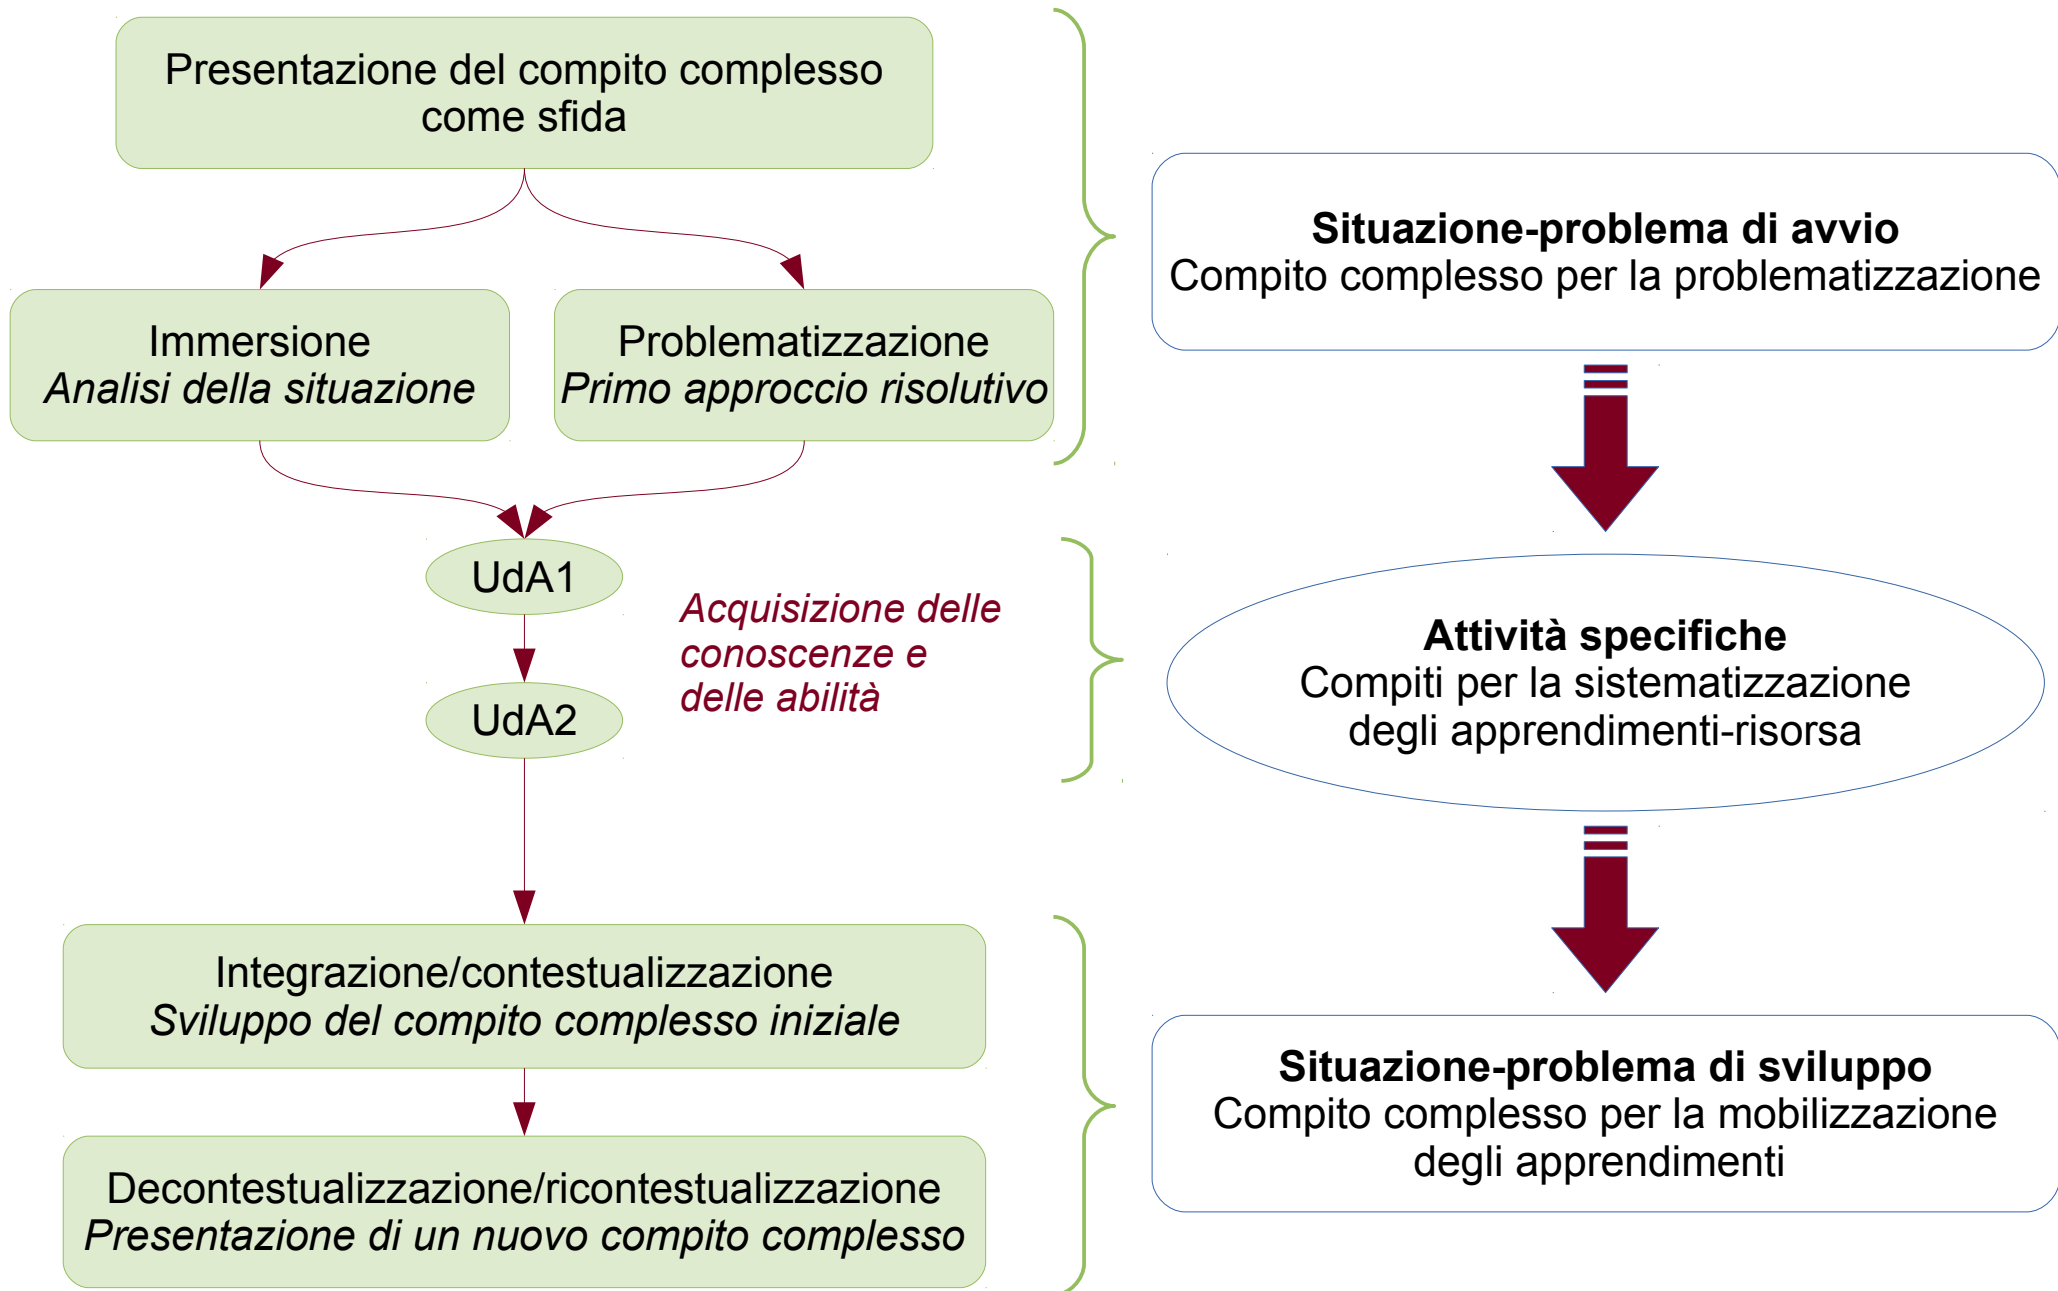 Presentazione del compito complesso
come sfida
Immersione
Analisi della situazione
Problematizzazione
Primo approccio risolutivo
Situazione-problema di avvio
Compito complesso per la problematizzazione
UdA1
UdA2
Acquisizione delle
conoscenze e
delle abilità
Attività specifiche
Compiti per la sistematizzazione
degli apprendimenti-risorsa
Integrazione/contestualizzazione
Sviluppo del compito complesso iniziale
Decontestualizzazione/ricontestualizzazione
Presentazione di un nuovo compito complesso
Situazione-problema di sviluppo
Compito complesso per la mobilizzazione
degli apprendimenti